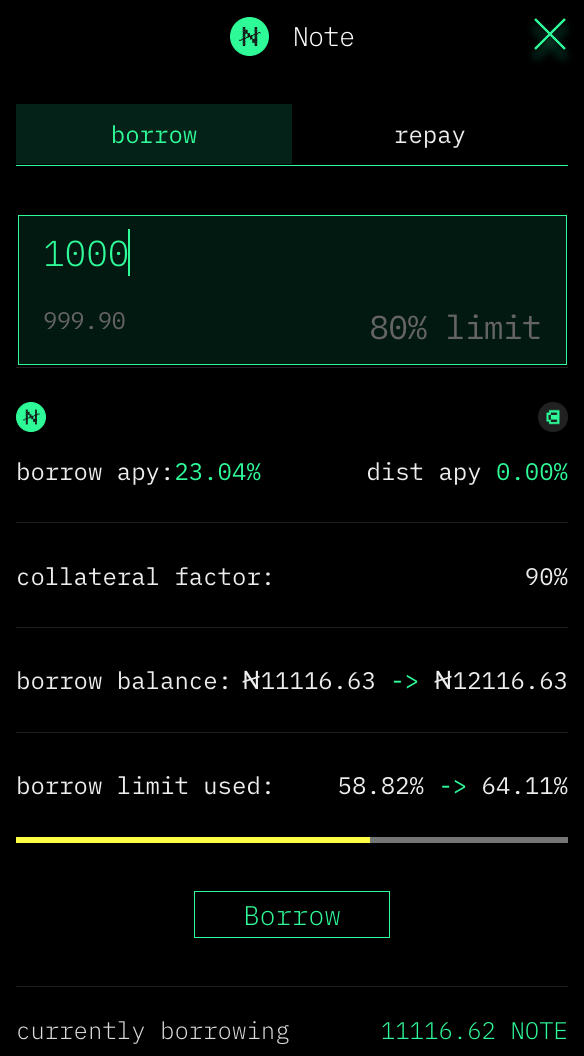 Note
borrow repay
1000
999.90 80% limit
borrow apy:23.04% dist apy 0.00%
collateral factor: 90%
borrow balance: ₦11116.63 -> ₦12116.63
borrow limit used: 58.82% -> 64.11%
Borrow
currently borrowing 11116.62 NOTE